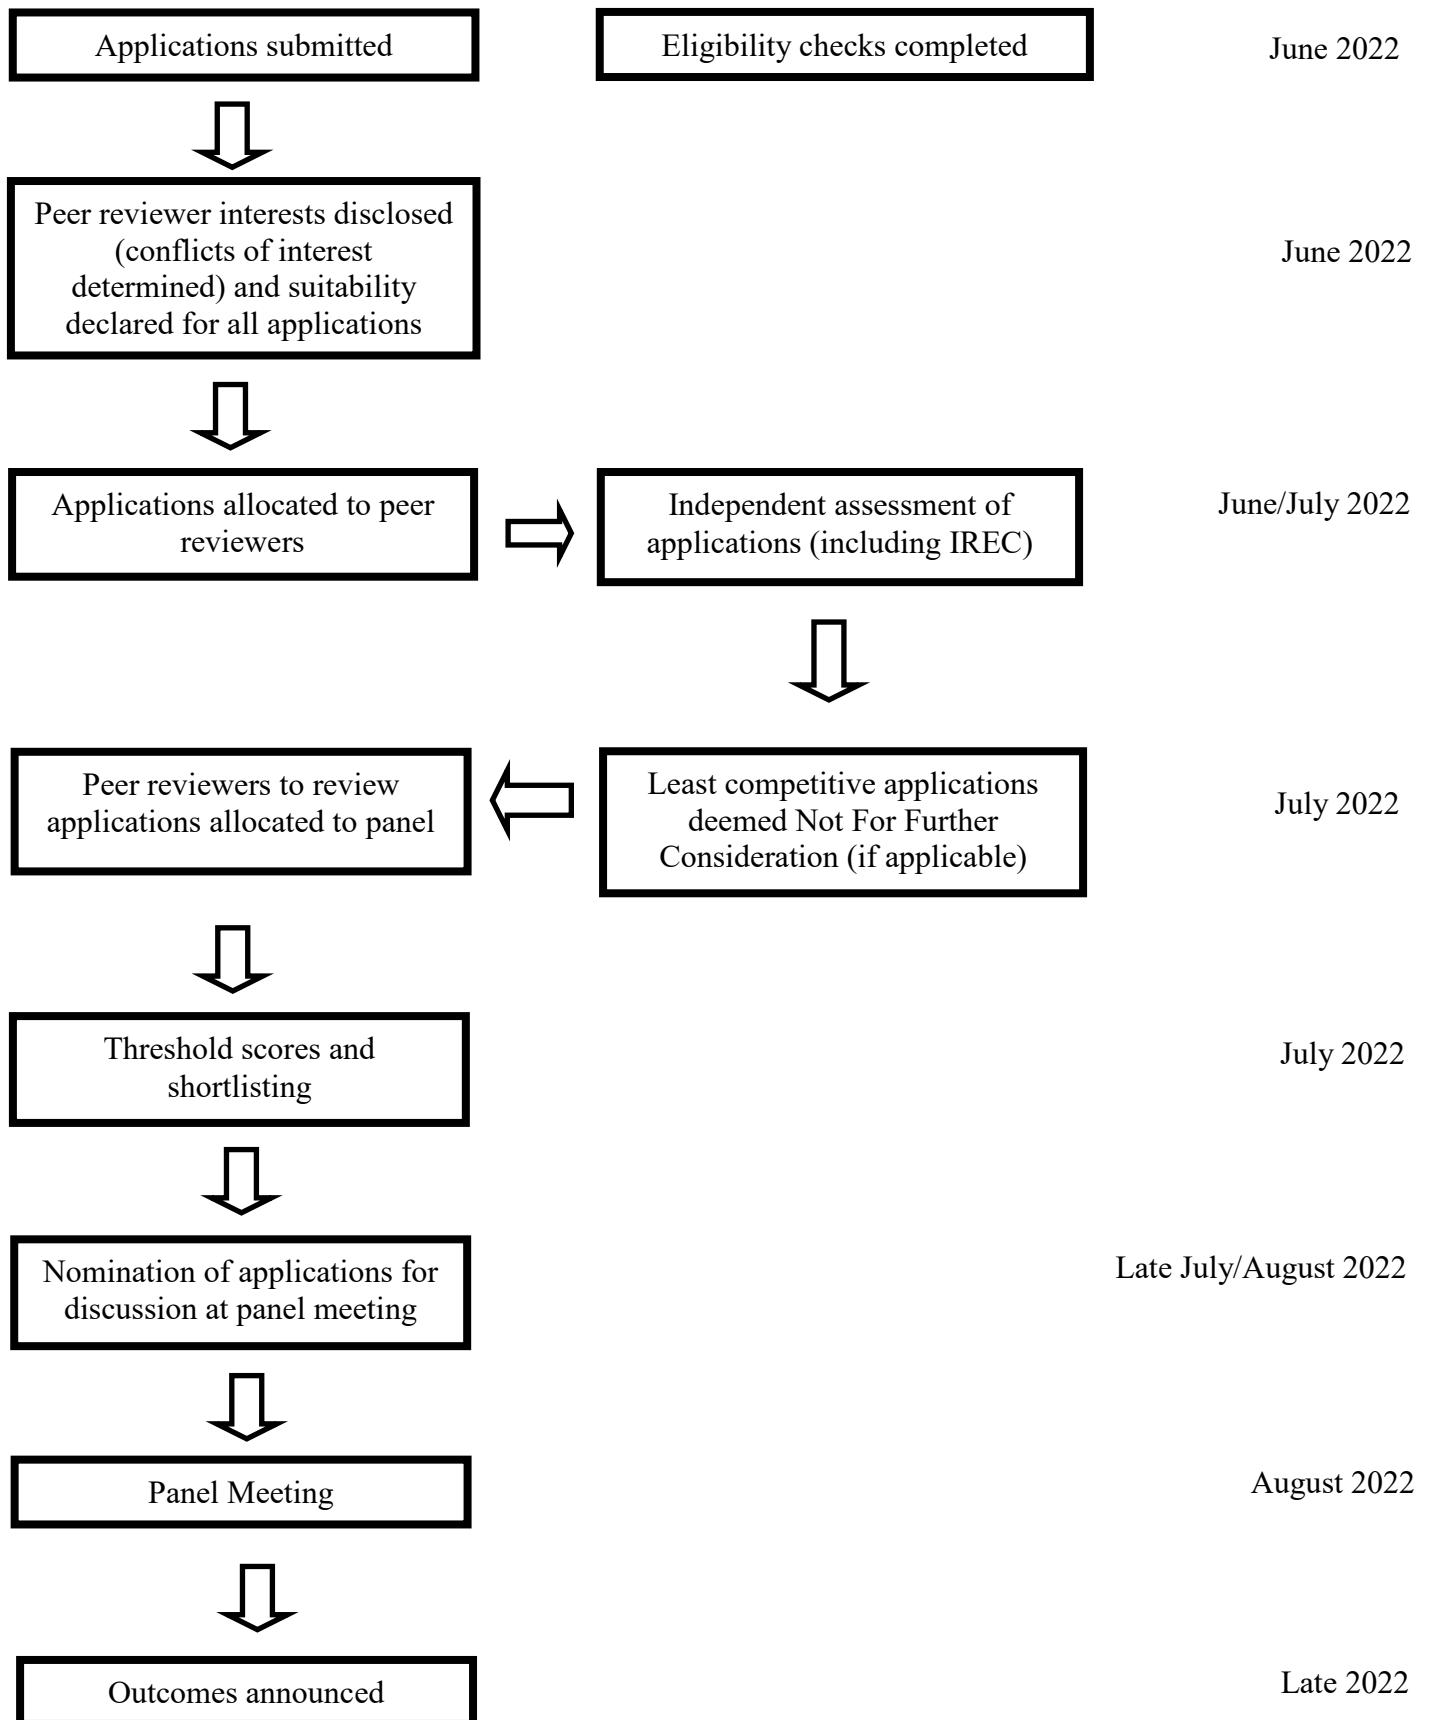 Applications submitted
Eligibility checks completed
June 2022
Peer reviewer interests disclosed
(conflicts of interest
determined) and suitability
declared for all applications
June 2022
Applications allocated to peer
reviewers
Independent assessment of
applications (including IREC)
June/July 2022
Peer reviewers to review
applications allocated to panel
Least competitive applications
deemed Not For Further
Consideration (if applicable)
July 2022
Threshold scores and
shortlisting
July 2022
Nomination of applications for
discussion at panel meeting
Late July/August 2022
Panel Meeting
August 2022
Outcomes announced
Late 2022